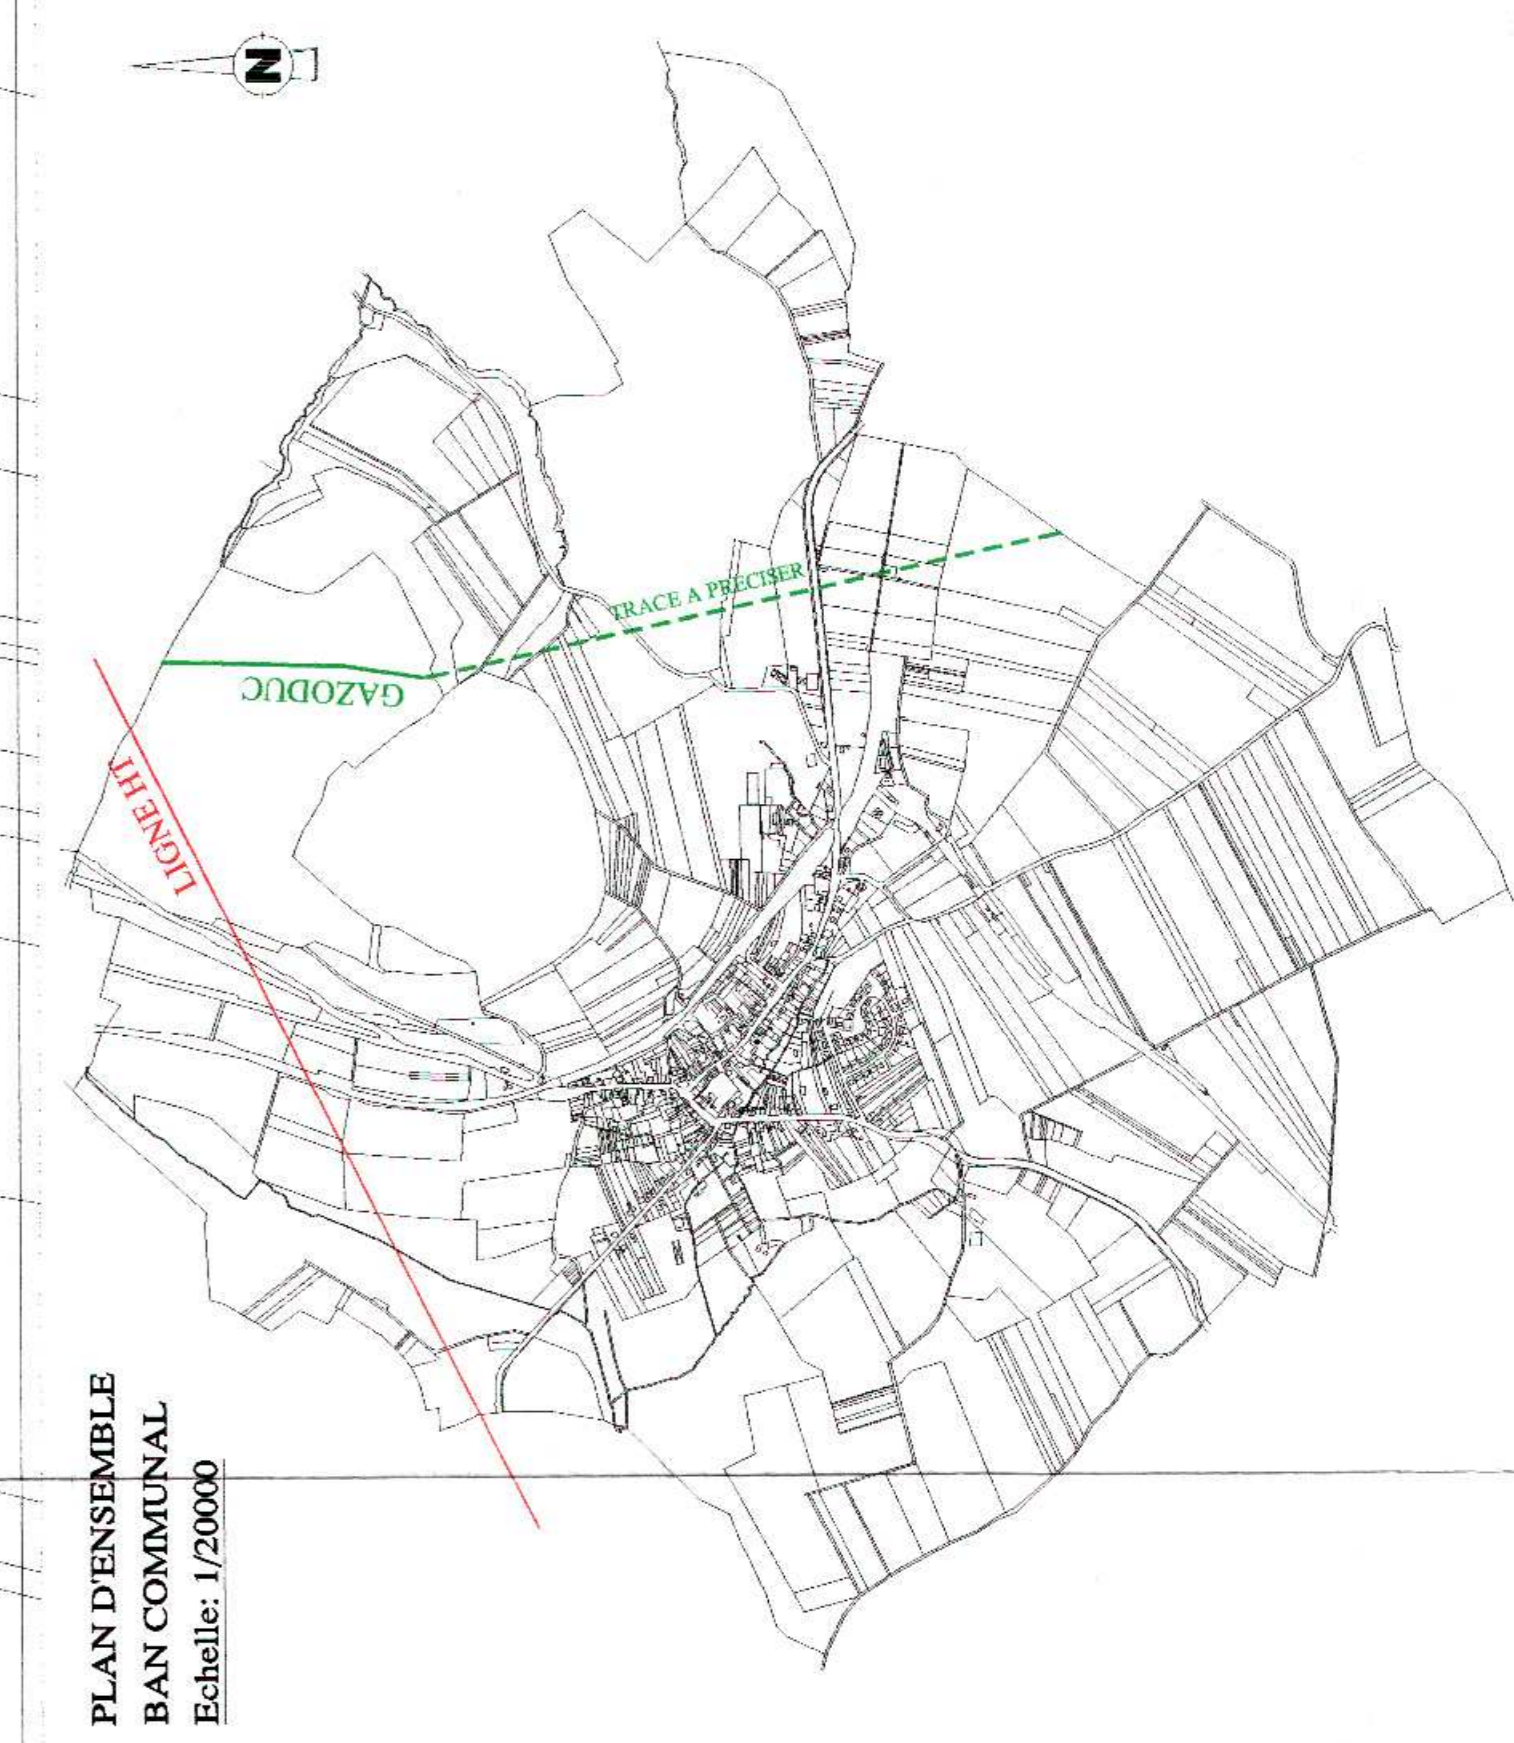 PLAN D'ENSEMBLE
BAN COMMUNAL
Echelle: 1/20000
N
LIGNE HT
GAZODUC
TRACE A PRECISER